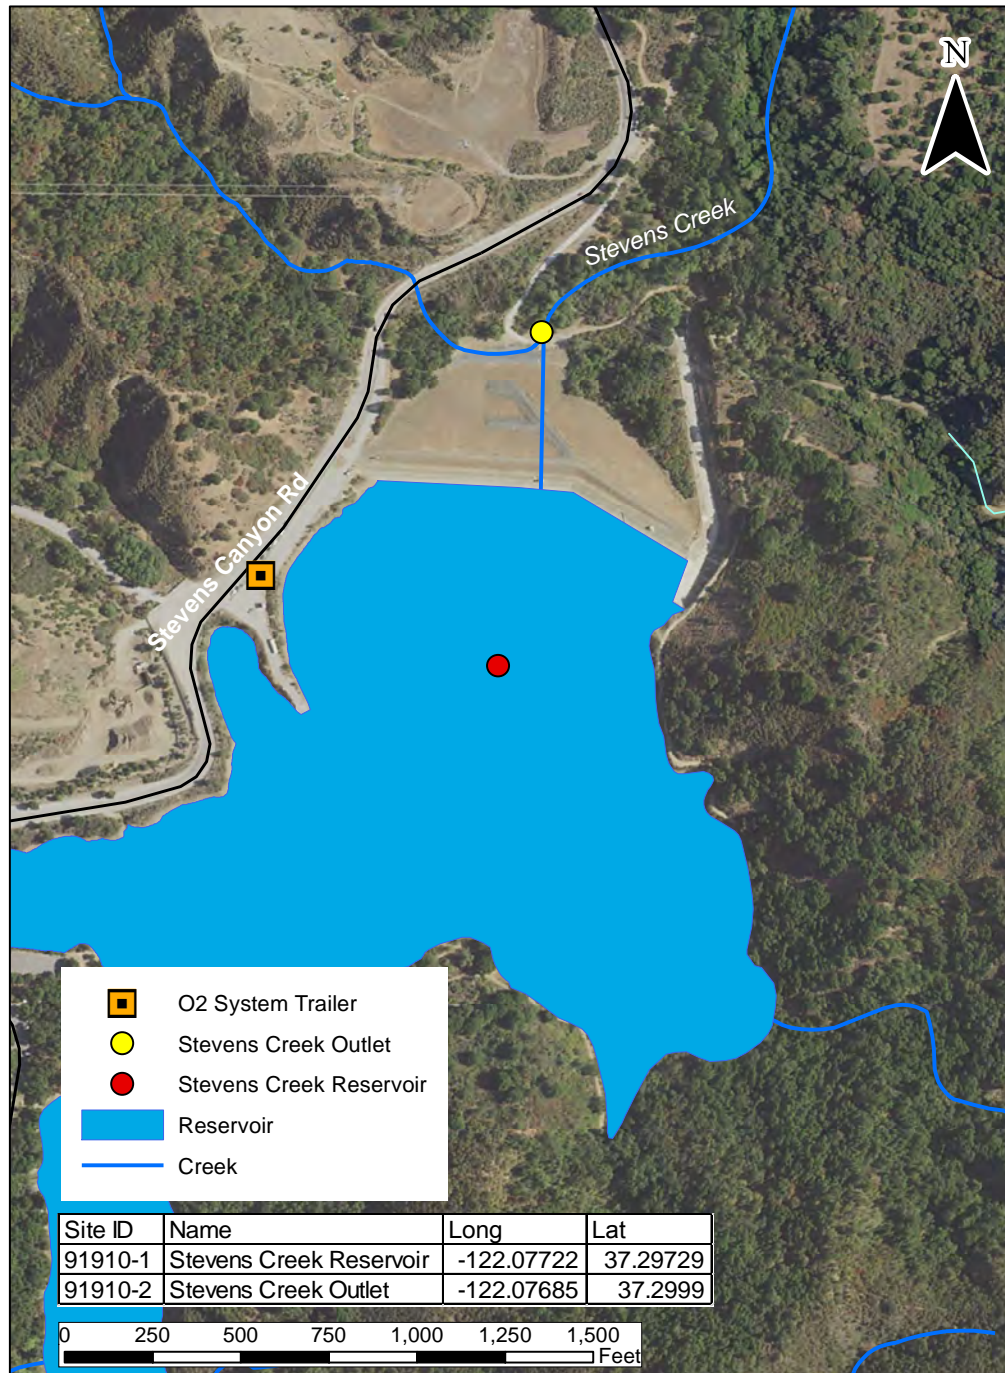 N
Stevens Creek
Stevens Canyon Rd
O2 System Trailer
Stevens Creek Outlet
Stevens Creek Reservoir
Reservoir
Creek
Site ID Name Long Lat
91910-1 Stevens Creek Reservoir -122.07722 37.29729
91910-2 Stevens Creek Outlet -122.07685 37.2999
0 250 500 750 1,000 1,250 1,500
Feet